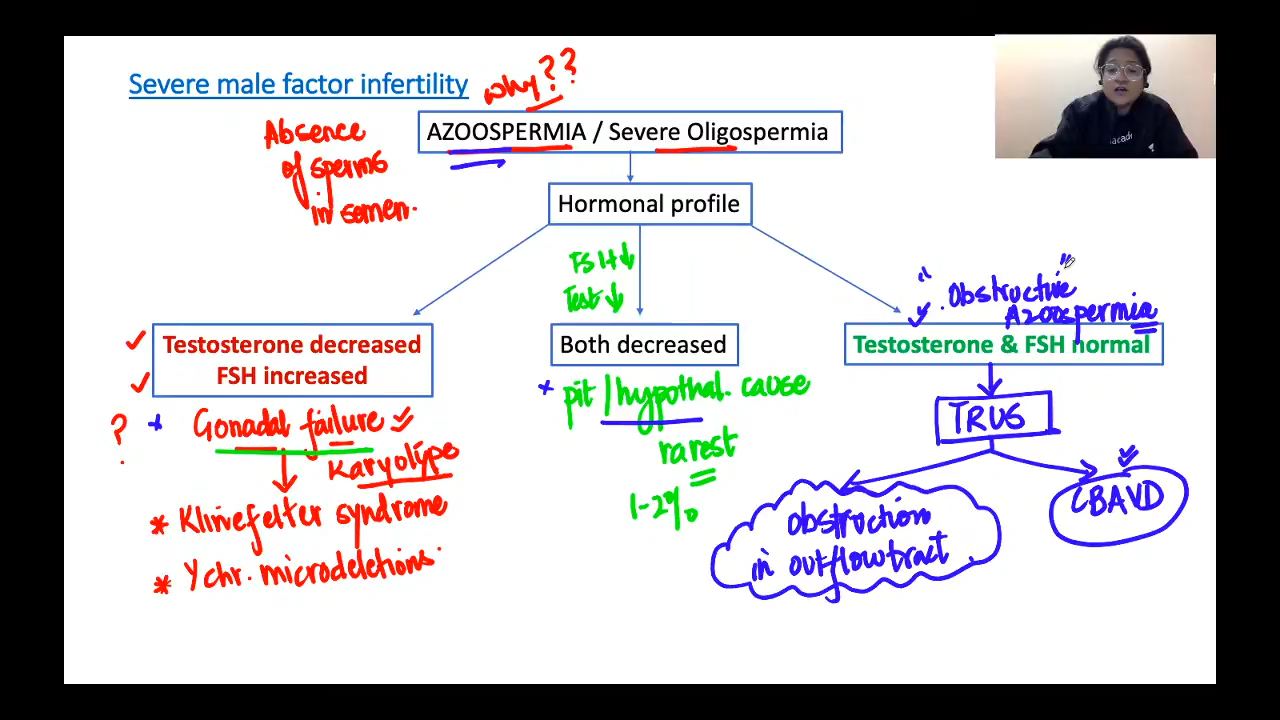 Severe male factor infertility
why??
AZOOSPERMIA / Severe Oligospermia
Absence
of sperms
in semen.
Hormonal profile
FSH↓
Test↓
" Obstructive "
Azoospermia
Testosterone decreased
FSH increased
Both decreased
Testosterone & FSH normal
? * Gonadal failure
Karyotype
* Klinefelter syndrome
* Y chr. microdeletions.
* pit / hypothal. cause
rarest
1-2%
TRUS
obstruction
in outflow tract
CBAVD